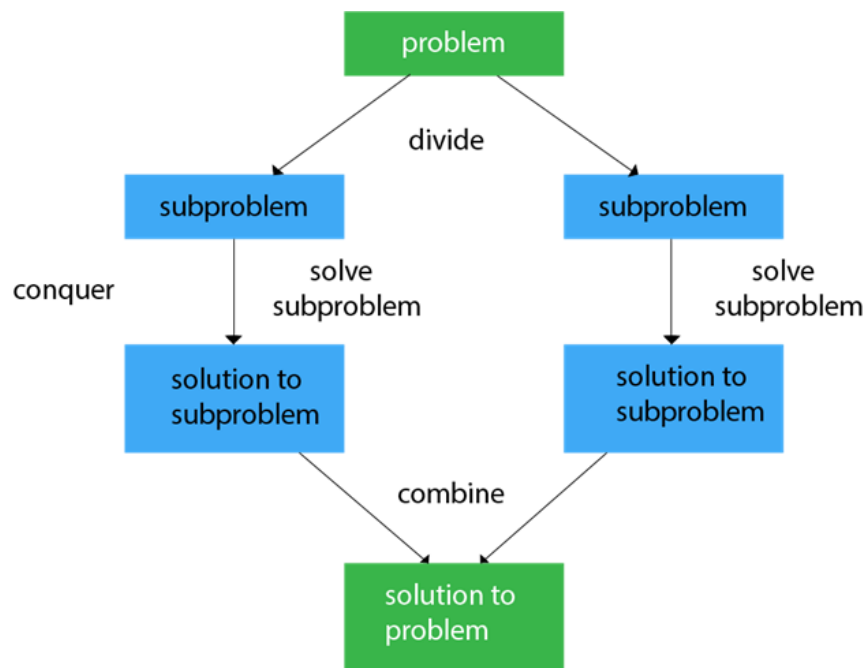 problem
divide
subproblem
subproblem
conquer
solve
subproblem
solve
subproblem
solution to
subproblem
solution to
subproblem
combine
solution to
problem